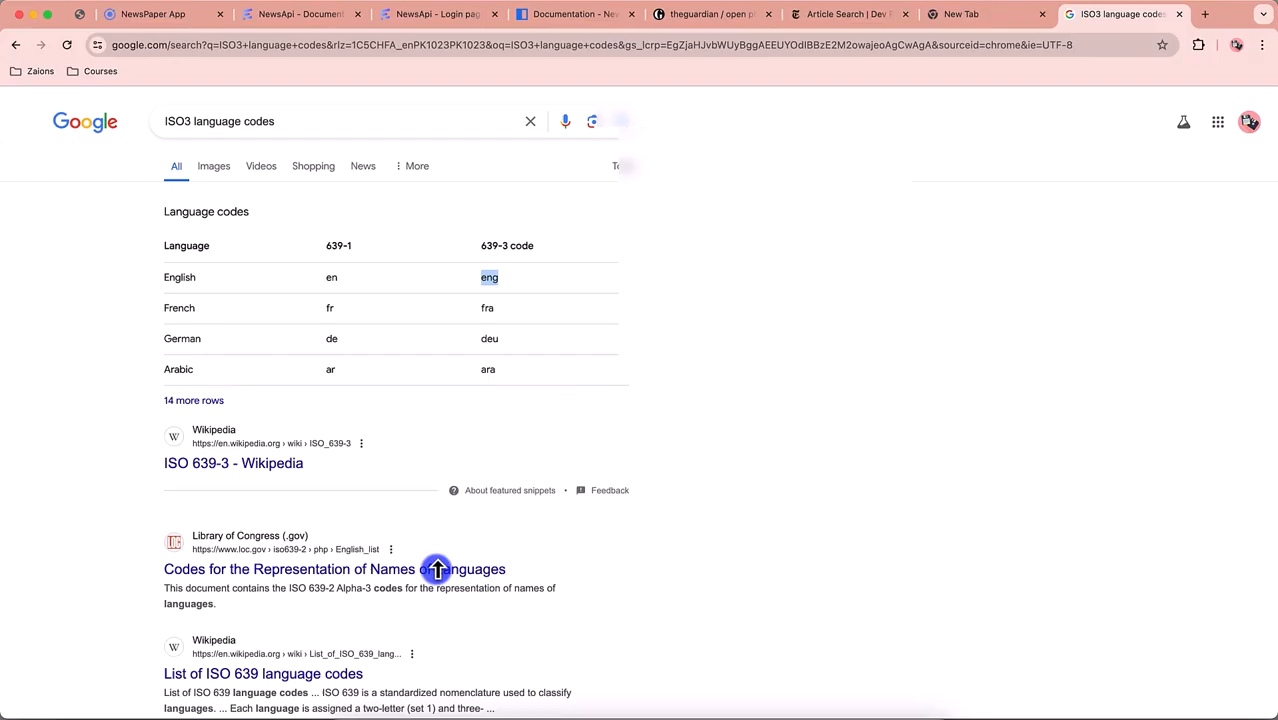 NewsPaper App
NewsApi - Document
NewsApi - Login pag
Documentation - New
theguardian / open pl
Article Search | Dev P
New Tab
ISO3 language codes
google.com/search?q=ISO3+language+codes&rlz=1C5CHFA_enPK1023PK1023&oq=ISO3+language+codes&gs_lcrp=EgZjaHJvbWUyBggAEEUYOdIBBzE2M2owajeoAgCwAgA&sourceid=chrome&ie=UTF-8
Zaions
Courses
Google
ISO3 language codes
All
Images
Videos
Shopping
News
More
Language codes
Language 639-1 639-3 code
English en eng
French fr fra
German de deu
Arabic ar ara
14 more rows
Wikipedia
https://en.wikipedia.org › wiki › ISO_639-3
ISO 639-3 - Wikipedia
About featured snippets • Feedback
Library of Congress (.gov)
https://www.loc.gov › iso639-2 › php › English_list
Codes for the Representation of Names of languages
This document contains the ISO 639-2 Alpha-3 codes for the representation of names of
languages.
Wikipedia
https://en.wikipedia.org › wiki › List_of_ISO_639_lang...
List of ISO 639 language codes
List of ISO 639 language codes ... ISO 639 is a standardized nomenclature used to classify
languages. ... Each language is assigned a two-letter (set 1) and three- ...